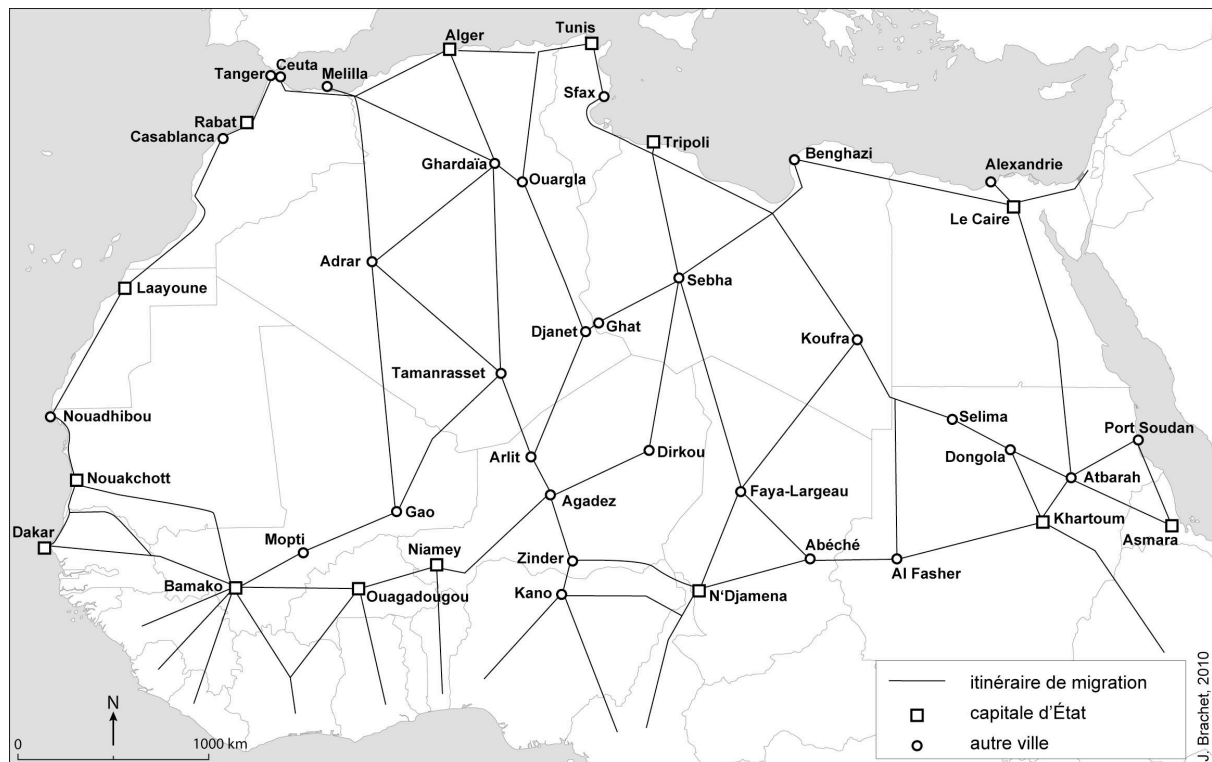 Tunis
Alger
Ceuta
Tanger
Melilla
Sfax
Rabat
Tripoli
Casablanca
Benghazi
Alexandrie
Ghardaïa
Ouargla
Le Caire
Adrar
Sebha
Laayoune
Ghat
Djanet
Koufra
Tamanrasset
Nouadhibou
Selima
Port Soudan
Dirkou
Dongola
Arlit
Atbarah
Nouakchott
Faya-Largeau
Agadez
Gao
Khartoum
Dakar
Mopti
Niamey
Asmara
Zinder
Abéché
Al Fasher
Bamako
Ouagadougou
Kano
N'Djamena
itinéraire de migration
capitale d'État
autre ville
N
0 1000 km
J. Brachet, 2010